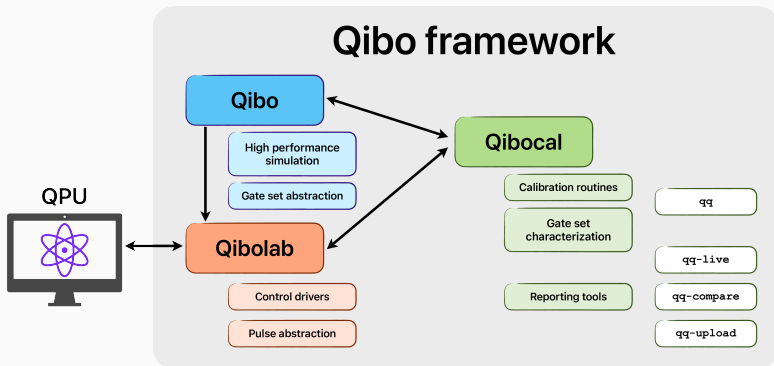 Qibo framework
Qibo
High performance
simulation
Gate set abstraction
QPU
Qibolab
Control drivers
Pulse abstraction
Qibocal
Calibration routines
Gate set
characterization
Reporting tools
qq
qq-live
qq-compare
qq-upload